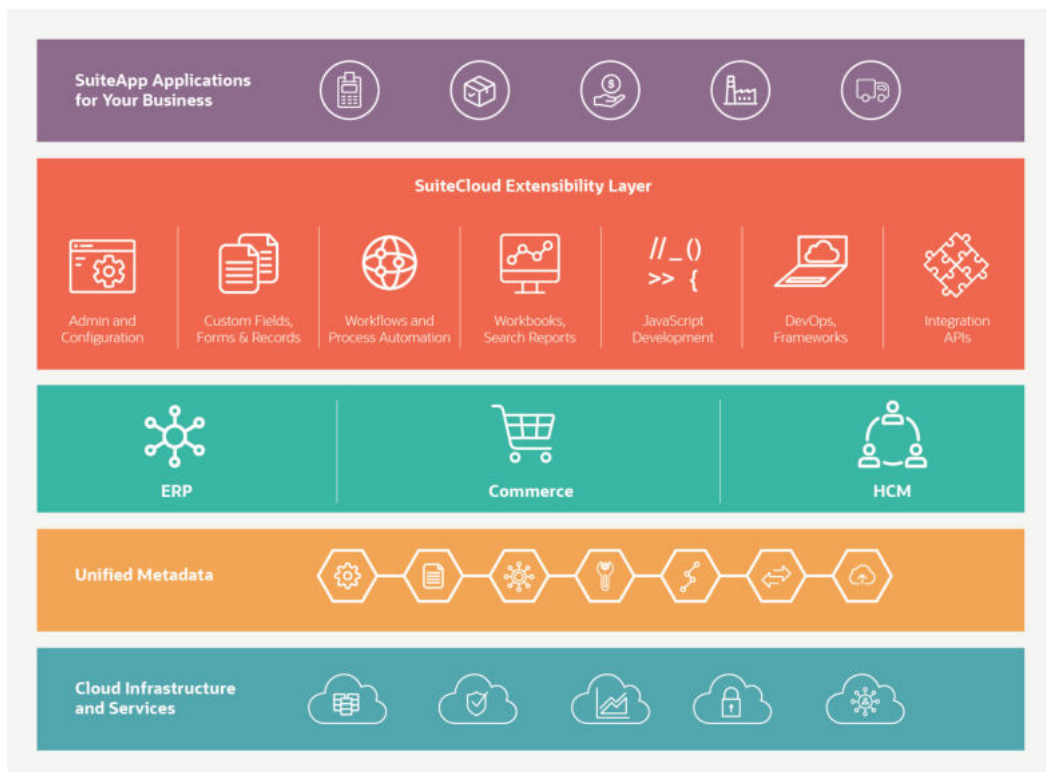 SuiteApp Applications
for Your Business
$
SuiteCloud Extensibility Layer
//_()
>> {
Admin and
Configuration
Custom Fields,
Forms & Records
Workflows and
Process Automation
Workbooks,
Search Reports
JavaScript
Development
DevOps,
Frameworks
Integration
APIs
ERP
Commerce
HCM
Unified Metadata
Cloud Infrastructure
and Services